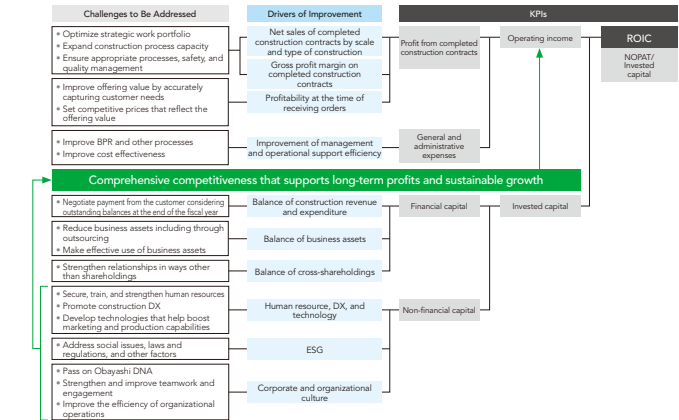 Challenges to Be Addressed
Drivers of Improvement
KPIs
• Optimize strategic work portfolio
• Expand construction process capacity
• Ensure appropriate processes, safety, and
quality management
Net sales of completed
construction contracts by scale
and type of construction
Gross profit margin on
completed construction
contracts
Profit from completed
construction contracts
Operating income
ROIC
NOPAT/
Invested
capital
• Improve offering value by accurately
capturing customer needs
• Set competitive prices that reflect the
offering value
Profitability at the time of
receiving orders
• Improve BPR and other processes
• Improve cost effectiveness
Improvement of management
and operational support efficiency
General and
administrative
expenses
Comprehensive competitiveness that supports long-term profits and sustainable growth
• Negotiate payment from the customer considering
outstanding balances at the end of the fiscal year
Balance of construction revenue
and expenditure
Financial capital
Invested capital
• Reduce business assets including through
outsourcing
• Make effective use of business assets
Balance of business assets
• Strengthen relationships in ways other
than shareholdings
Balance of cross-shareholdings
• Secure, train, and strengthen human resources
• Promote construction DX
• Develop technologies that help boost
marketing and production capabilities
Human resource, DX, and
technology
Non-financial capital
• Address social issues, laws and
regulations, and other factors
ESG
• Pass on Obayashi DNA
• Strengthen and improve teamwork and
engagement
• Improve the efficiency of organizational
operations
Corporate and organizational
culture